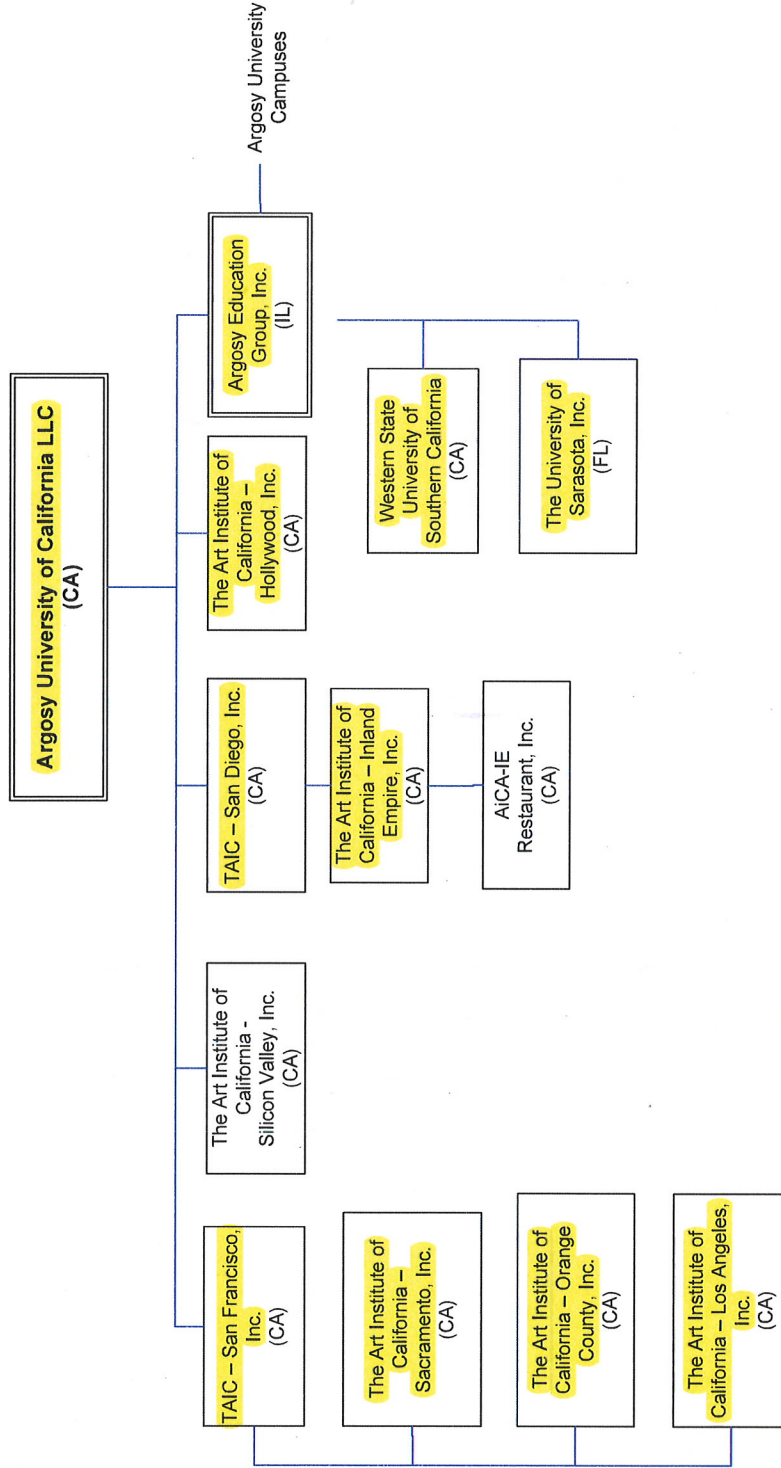 Argosy University of California LLC
(CA)
TAIC – San Francisco,
Inc.
(CA)
The Art Institute of
California –
Sacramento, Inc.
(CA)
The Art Institute of
California – Orange
County, Inc.
(CA)
The Art Institute of
California – Los Angeles,
Inc.
(CA)
The Art Institute of
California -
Silicon Valley, Inc.
(CA)
TAIC – San Diego, Inc.
(CA)
The Art Institute of
California – Inland
Empire, Inc.
(CA)
AiCA-IE
Restaurant, Inc.
(CA)
The Art Institute of
California –
Hollywood, Inc.
(CA)
Argosy Education
Group, Inc.
(IL)
Western State
University of
Southern California
(CA)
The University of
Sarasota, Inc.
(FL)
Argosy University
Campuses